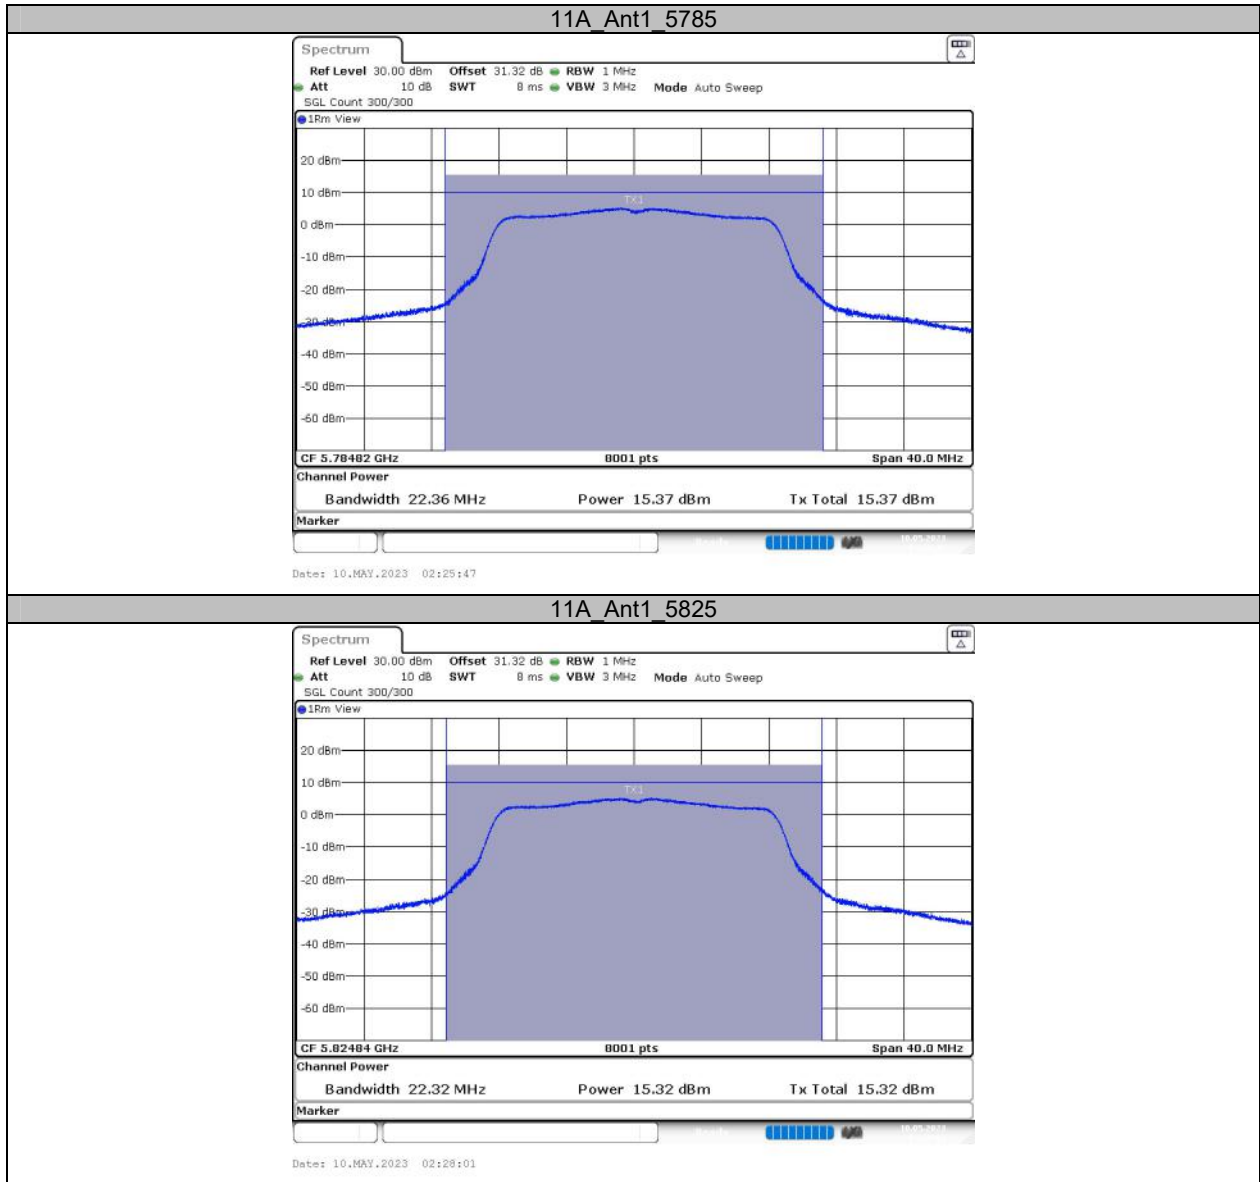 11A_Ant1_5785
Spectrum
Ref Level 30.00 dBm Offset 31.32 dB RBW 1 MHz
Att 10 dB SWT 8 ms VBW 3 MHz Mode Auto Sweep
SGL Count 300/300
1Rm View
20 dBm
10 dBm
TX1
0 dBm
-10 dBm
-20 dBm
-30 dBm
-40 dBm
-50 dBm
-60 dBm
CF 5.78482 GHz 8001 pts Span 40.0 MHz
Channel Power
Bandwidth 22.36 MHz Power 15.37 dBm Tx Total 15.37 dBm
Marker
Date: 10.MAY.2023 02:25:47
11A_Ant1_5825
Spectrum
Ref Level 30.00 dBm Offset 31.32 dB RBW 1 MHz
Att 10 dB SWT 8 ms VBW 3 MHz Mode Auto Sweep
SGL Count 300/300
1Rm View
20 dBm
10 dBm
TX1
0 dBm
-10 dBm
-20 dBm
-30 dBm
-40 dBm
-50 dBm
-60 dBm
CF 5.82484 GHz 8001 pts Span 40.0 MHz
Channel Power
Bandwidth 22.32 MHz Power 15.32 dBm Tx Total 15.32 dBm
Marker
Date: 10.MAY.2023 02:28:01